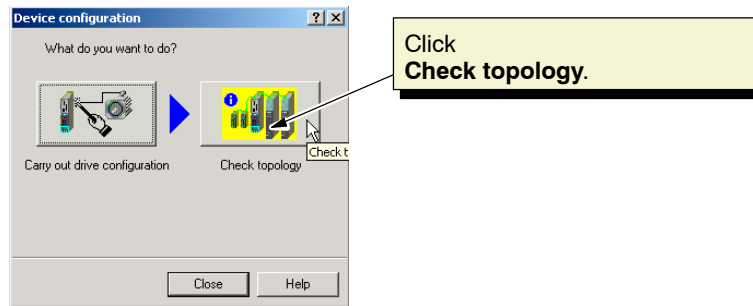 Device configuration
What do you want to do?
Carry out drive configuration
Check topology
Check t
Close
Help
Click
Check topology.